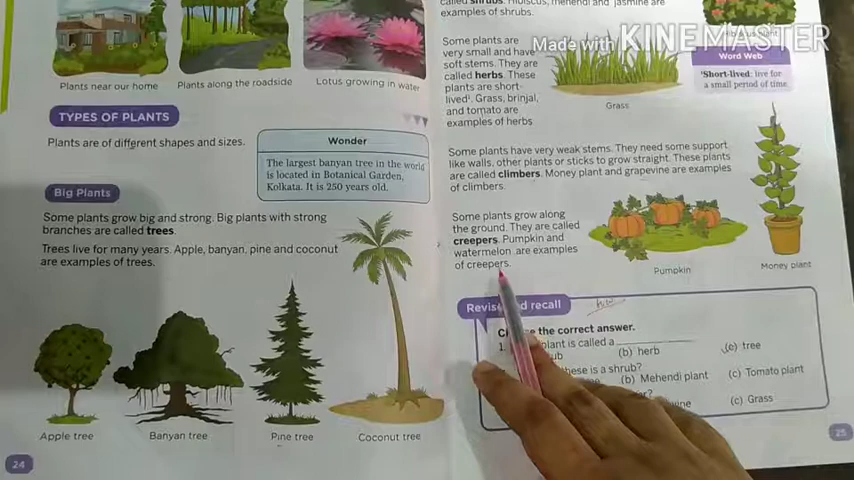 Plants near our home
Plants along the roadside
Lotus growing in water
TYPES OF PLANTS
Plants are of different shapes and sizes.
Wonder
The largest banyan tree in the world
is located in Botanical Garden,
Kolkata. It is 250 years old.
Big Plants
Some plants grow big and strong. Big plants with strong
branches are called trees.
Trees live for many years. Apple, banyan, pine and coconut
are examples of trees.
Apple tree
Banyan tree
Pine tree
Coconut tree
24
called shrubs. Hibiscus, mehendi and jasmine are
examples of shrubs.
Made with KINEMASTER
Some plants are
very small and have
soft stems. They are
called herbs. These
plants are short-
lived¹. Grass, brinjal,
and tomato are
examples of herbs
Grass
plant
Word Web
¹Short-lived: live for
a small period of time
Some plants have very weak stems. They need some support
like walls, other plants or sticks to grow straight. These plants
are called climbers. Money plant and grapevine are examples
of climbers.
Some plants grow along
the ground. They are called
creepers. Pumpkin and
watermelon are examples
of creepers.
Pumpkin
Money plant
Revise and recall
the correct answer.
1. plant is called a
(b) herb
(c) tree
these is a shrub?
(b) Mehendi plant
(c) Tomato plant
(c) Grass
25